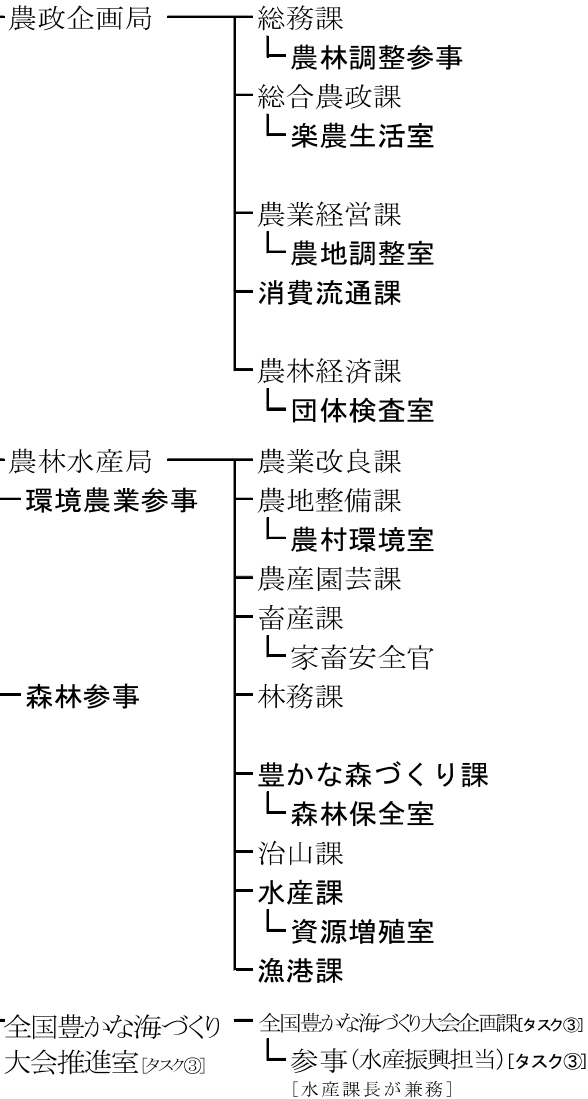 農政企画局 総務課
農林調整参事
総合農政課
楽農生活室
農業経営課
農地調整室
消費流通課
農林経済課
団体検査室
農林水産局 農業改良課
環境農業参事 農地整備課
農村環境室
農産園芸課
畜産課
家畜安全官
森林参事 林務課
豊かな森づくり課
森林保全室
治山課
水産課
資源増殖室
漁港課
全国豊かな海づくり 全国豊かな海づくり大会企画課[タスク③]
大会推進室[タスク③] 参事(水産振興担当)[タスク③]
[水産課長が兼務]